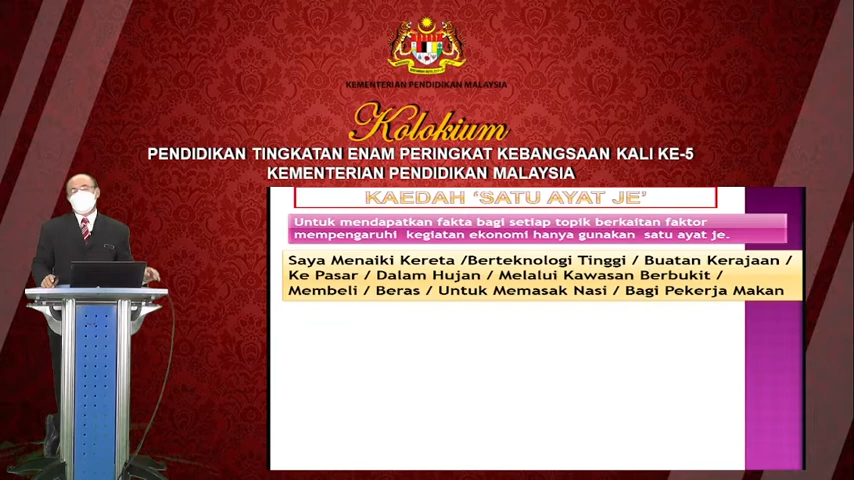 KEMENTERIAN PENDIDIKAN MALAYSIA
Kolokium
PENDIDIKAN TINGKATAN ENAM PERINGKAT KEBANGSAAN KALI KE-5
KEMENTERIAN PENDIDIKAN MALAYSIA
KAEDAH ‘SATU AYAT JE’
Untuk mendapatkan fakta bagi setiap topik berkaitan faktor
mempengaruhi kegiatan ekonomi hanya gunakan satu ayat je.
Saya Menaiki Kereta /Berteknologi Tinggi / Buatan Kerajaan /
Ke Pasar / Dalam Hujan / Melalui Kawasan Berbukit /
Membeli / Beras / Untuk Memasak Nasi / Bagi Pekerja Makan